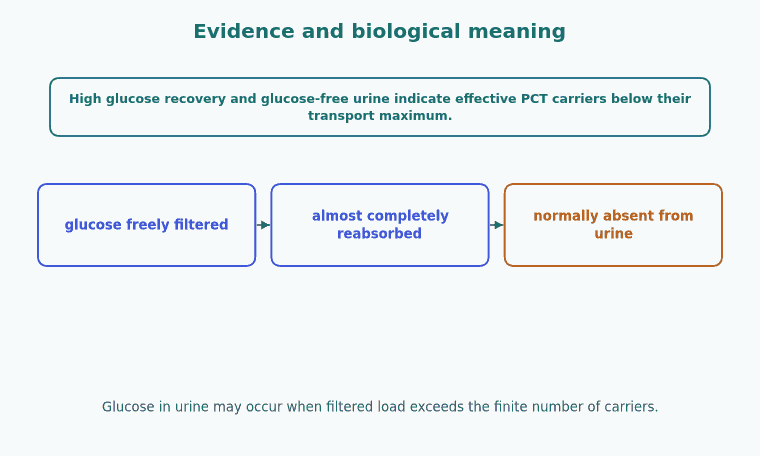 Evidence and biological meaning
High glucose recovery and glucose-free urine indicate effective PCT carriers below their
transport maximum.
glucose freely filtered
almost completely
reabsorbed
normally absent from
urine
Glucose in urine may occur when filtered load exceeds the finite number of carriers.